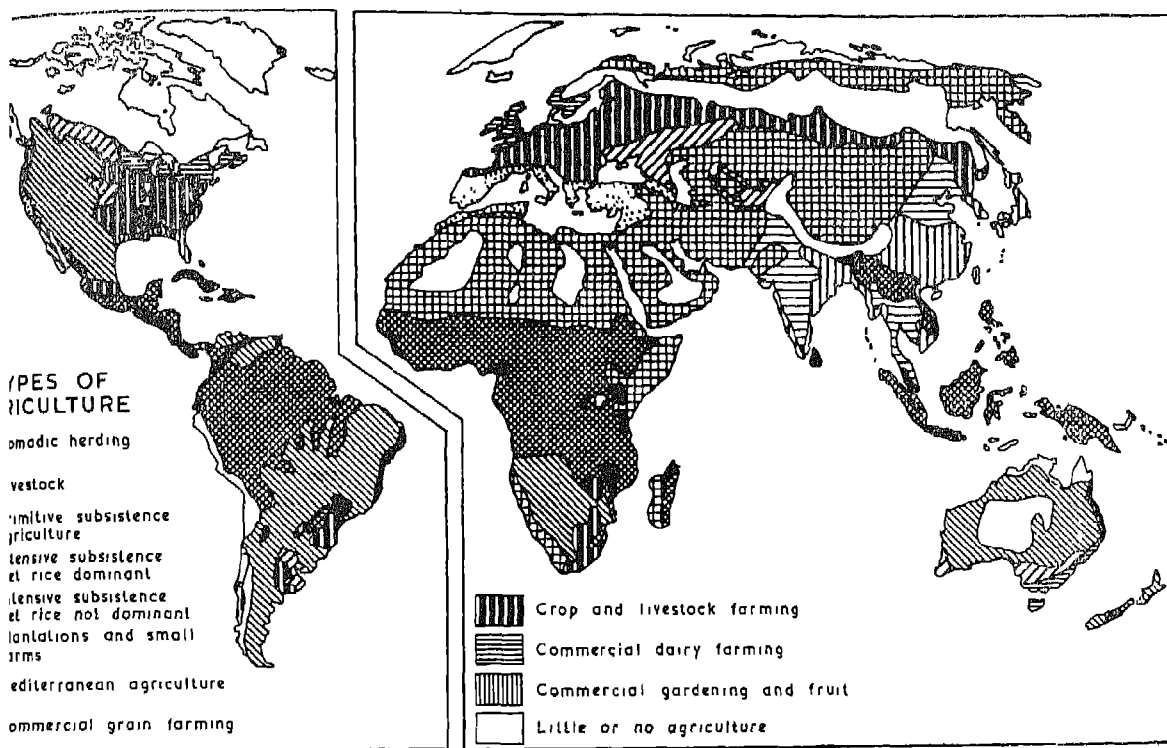 YPES OF
RICULTURE
omadic herding
vestock
imitive subsistence
griculture
tensive subsistence
et rice dominant
tensive subsistence
et rice not dominant
lantations and small
arms
editerranean agriculture
ommercial grain farming
Crop and livestock farming
Commercial dairy farming
Commercial gardening and fruit
Little or no agriculture